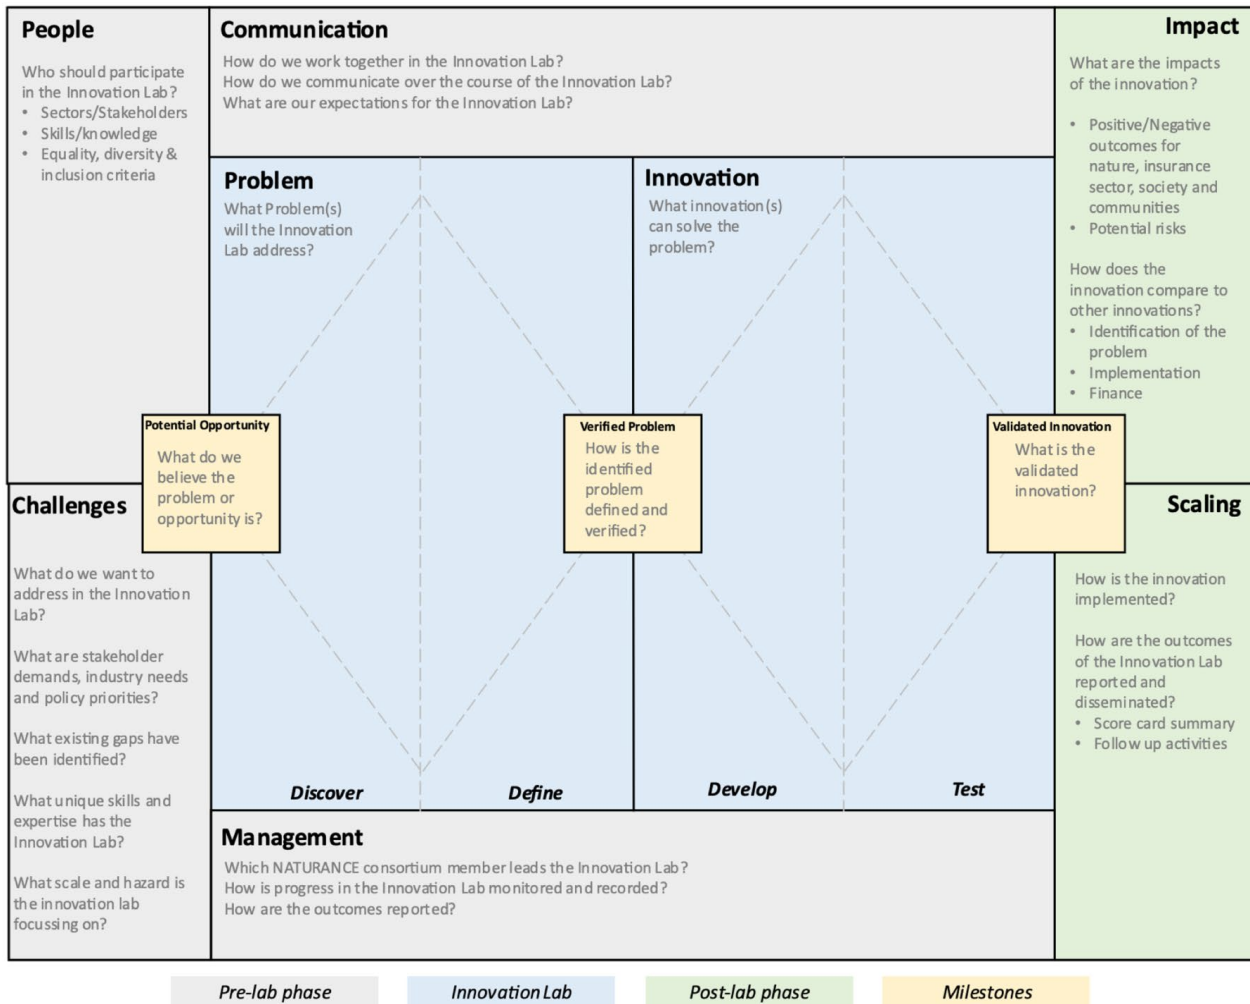 People
Who should participate
in the Innovation Lab?
• Sectors/Stakeholders
• Skills/knowledge
• Equality, diversity &
inclusion criteria
Communication
How do we work together in the Innovation Lab?
How do we communicate over the course of the Innovation Lab?
What are our expectations for the Innovation Lab?
Impact
What are the impacts
of the innovation?
• Positive/Negative
outcomes for
nature, insurance
sector, society and
communities
• Potential risks
How does the
innovation compare to
other innovations?
• Identification of the
problem
• Implementation
• Finance
Problem
What Problem(s)
will the Innovation
Lab address?
Innovation
What innovation(s)
can solve the
problem?
Potential Opportunity
What do we
believe the
problem or
opportunity is?
Verified Problem
How is the
identified
problem
defined and
verified?
Validated Innovation
What is the
validated
innovation?
Challenges
What do we want to
address in the Innovation
Lab?
What are stakeholder
demands, industry needs
and policy priorities?
What existing gaps have
been identified?
What unique skills and
expertise has the
Innovation Lab?
What scale and hazard is
the innovation lab
focussing on?
Scaling
How is the innovation
implemented?
How are the outcomes
of the Innovation Lab
reported and
disseminated?
• Score card summary
• Follow up activities
Discover
Define
Develop
Test
Management
Which NATURANCE consortium member leads the Innovation Lab?
How is progress in the Innovation Lab monitored and recorded?
How are the outcomes reported?
Pre-lab phase
Innovation Lab
Post-lab phase
Milestones